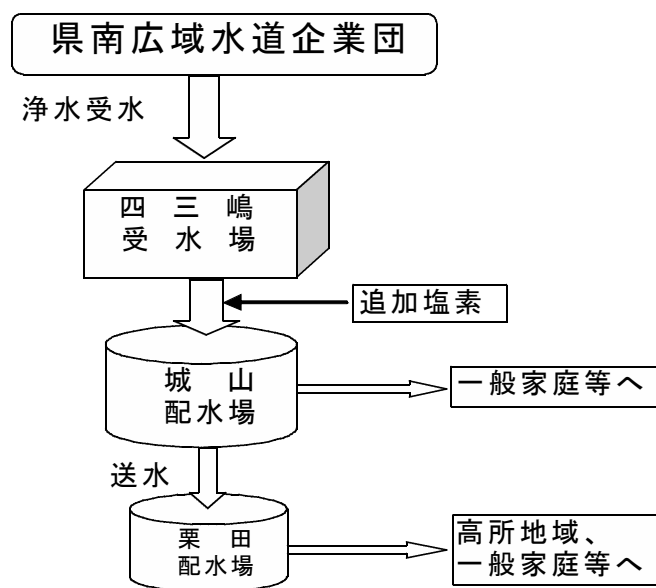 県南広域水道企業団
浄水受水
四三嶋
受水場
追加塩素
城山
配水場
一般家庭等へ
送水
栗田
配水場
高所地域、
一般家庭等へ